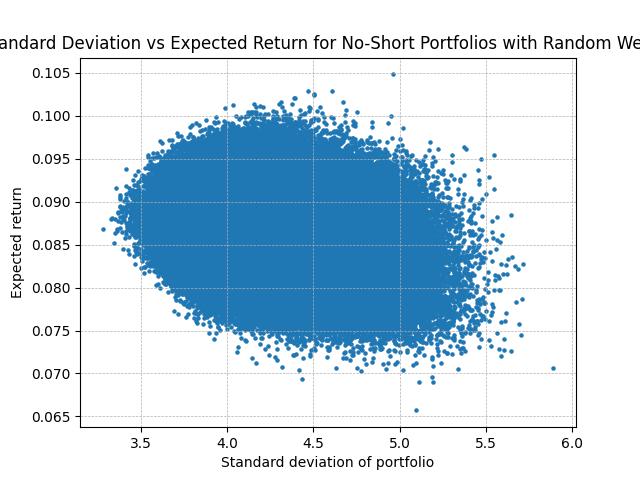 andard Deviation vs Expected Return for No-Short Portfolios with Random We
0.105
0.100
0.095
0.090
0.085
0.080
0.075
0.070
0.065
Expected return
3.5 4.0 4.5 5.0 5.5 6.0
Standard deviation of portfolio